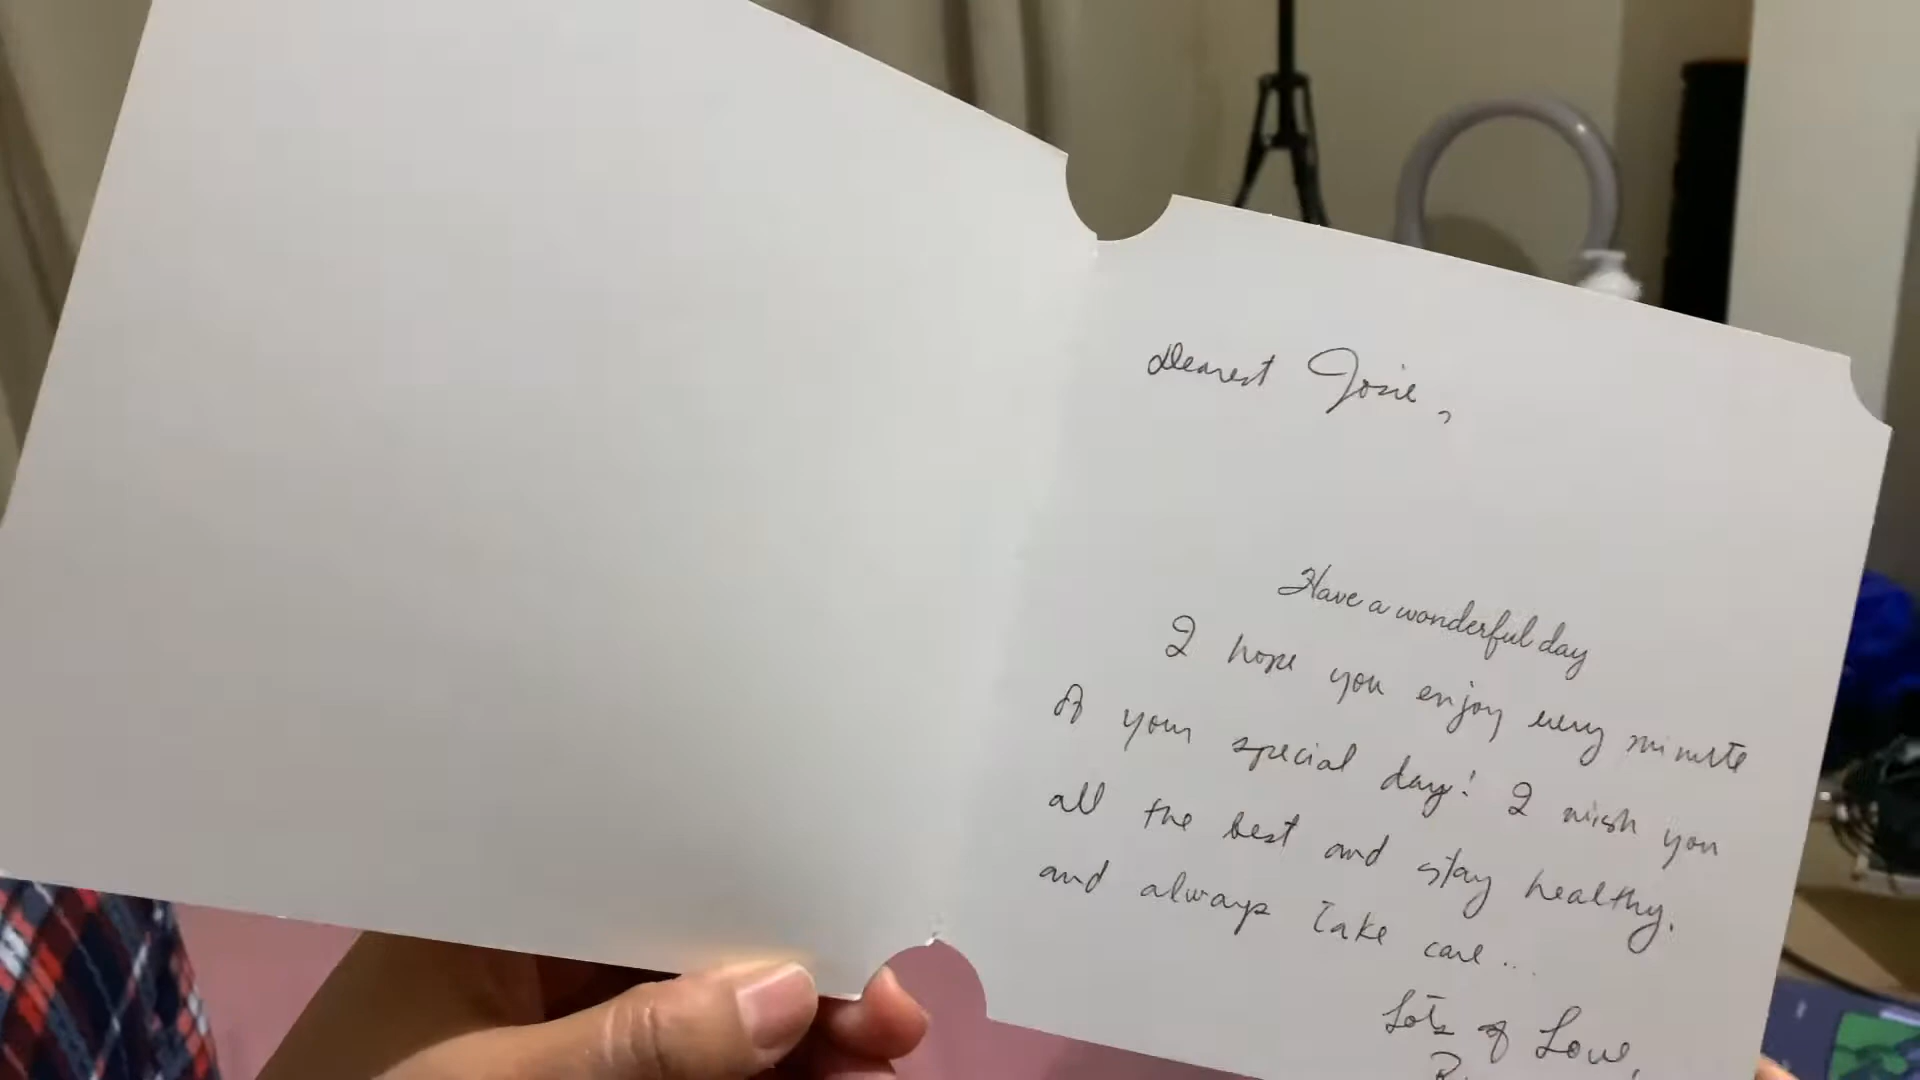 Dearest Josie,
Have a wonderful day
I hope you enjoy every minute
of your special day! I wish you
all the best and stay healthy.
and always take care...
Lots of Love,